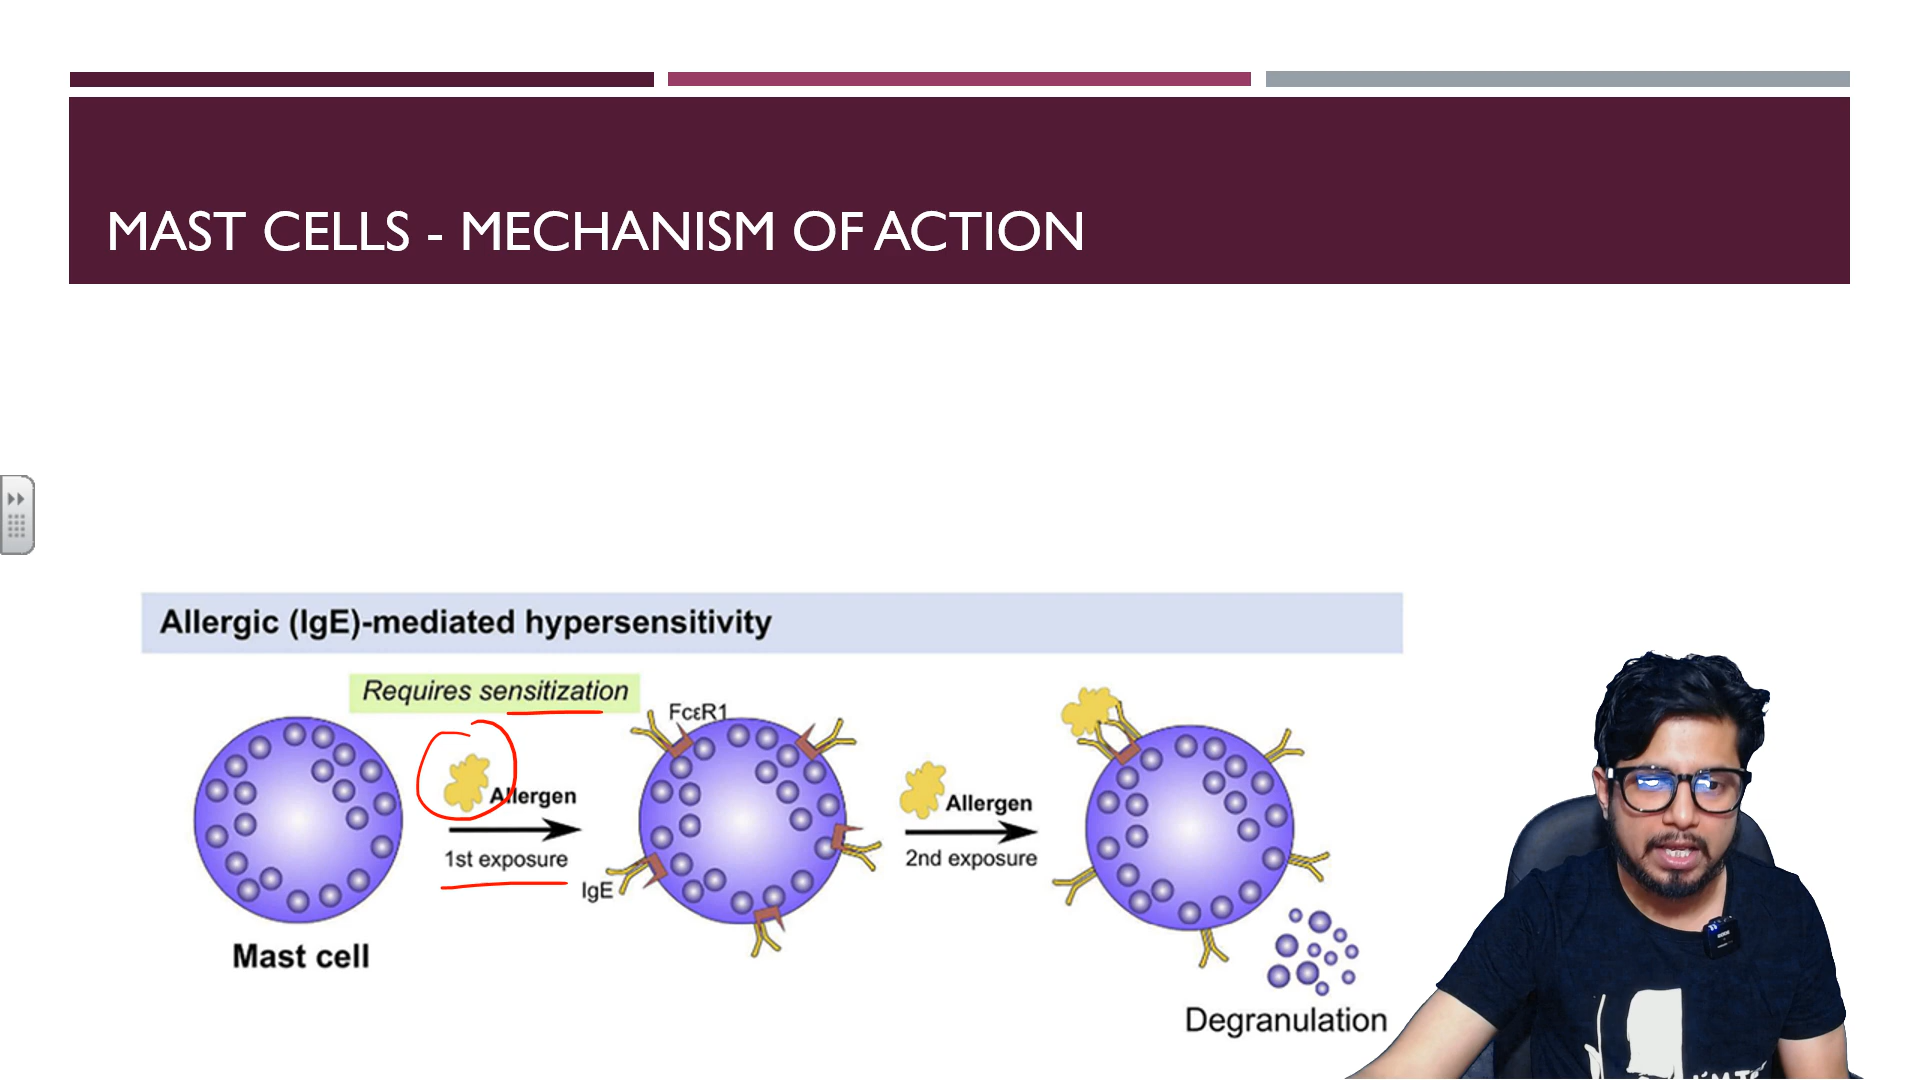 MAST CELLS - MECHANISM OF ACTION
Allergic (IgE)-mediated hypersensitivity
Requires sensitization
FcεR1
Allergen
1st exposure
IgE
Allergen
2nd exposure
Mast cell
Degranulation